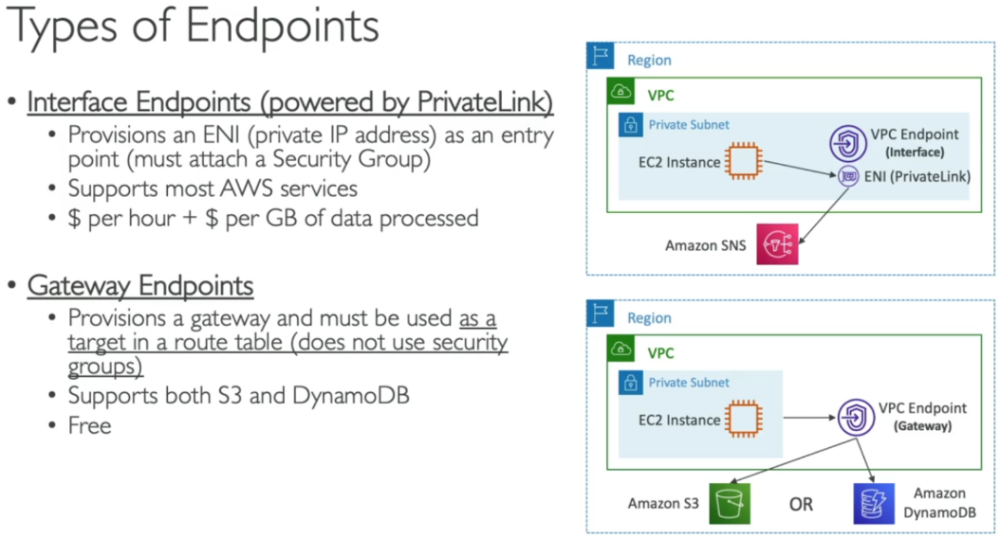 Types of Endpoints
• Interface Endpoints (powered by PrivateLink)
• Provisions an ENI (private IP address) as an entry
point (must attach a Security Group)
• Supports most AWS services
• $ per hour + $ per GB of data processed
• Gateway Endpoints
• Provisions a gateway and must be used as a
target in a route table (does not use security
groups)
• Supports both S3 and DynamoDB
• Free
Region
VPC
Private Subnet
EC2 Instance
VPC Endpoint
(Interface)
ENI (PrivateLink)
Amazon SNS
Region
VPC
Private Subnet
EC2 Instance
VPC Endpoint
(Gateway)
Amazon S3
OR
Amazon
DynamoDB